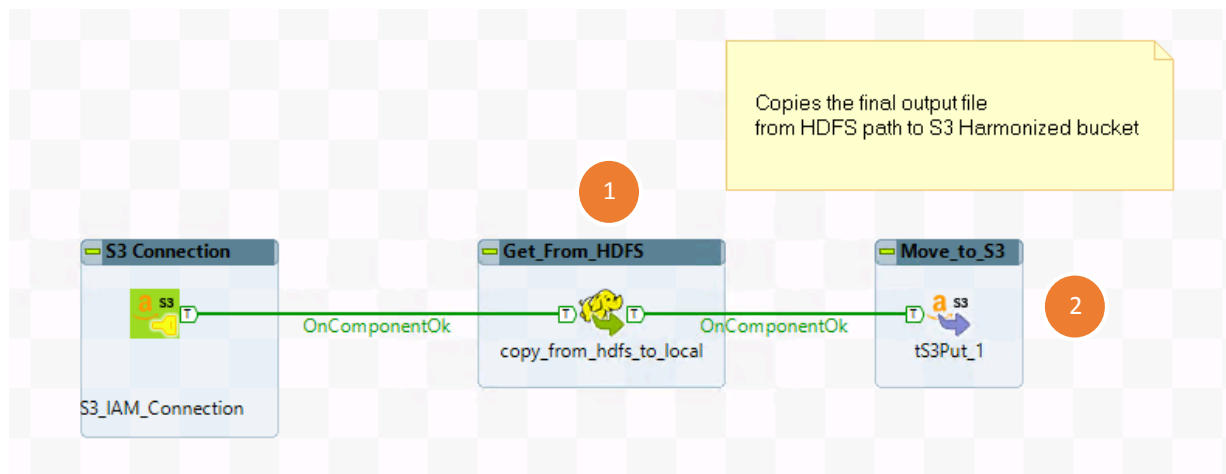 Copies the final output file
from HDFS path to S3 Harmonized bucket
1
S3 Connection
Get_From_HDFS
Move_to_S3
a S3
T
OnComponentOk
T
T
OnComponentOk
T
a S3
2
copy_from_hdfs_to_local
tS3Put_1
S3_IAM_Connection